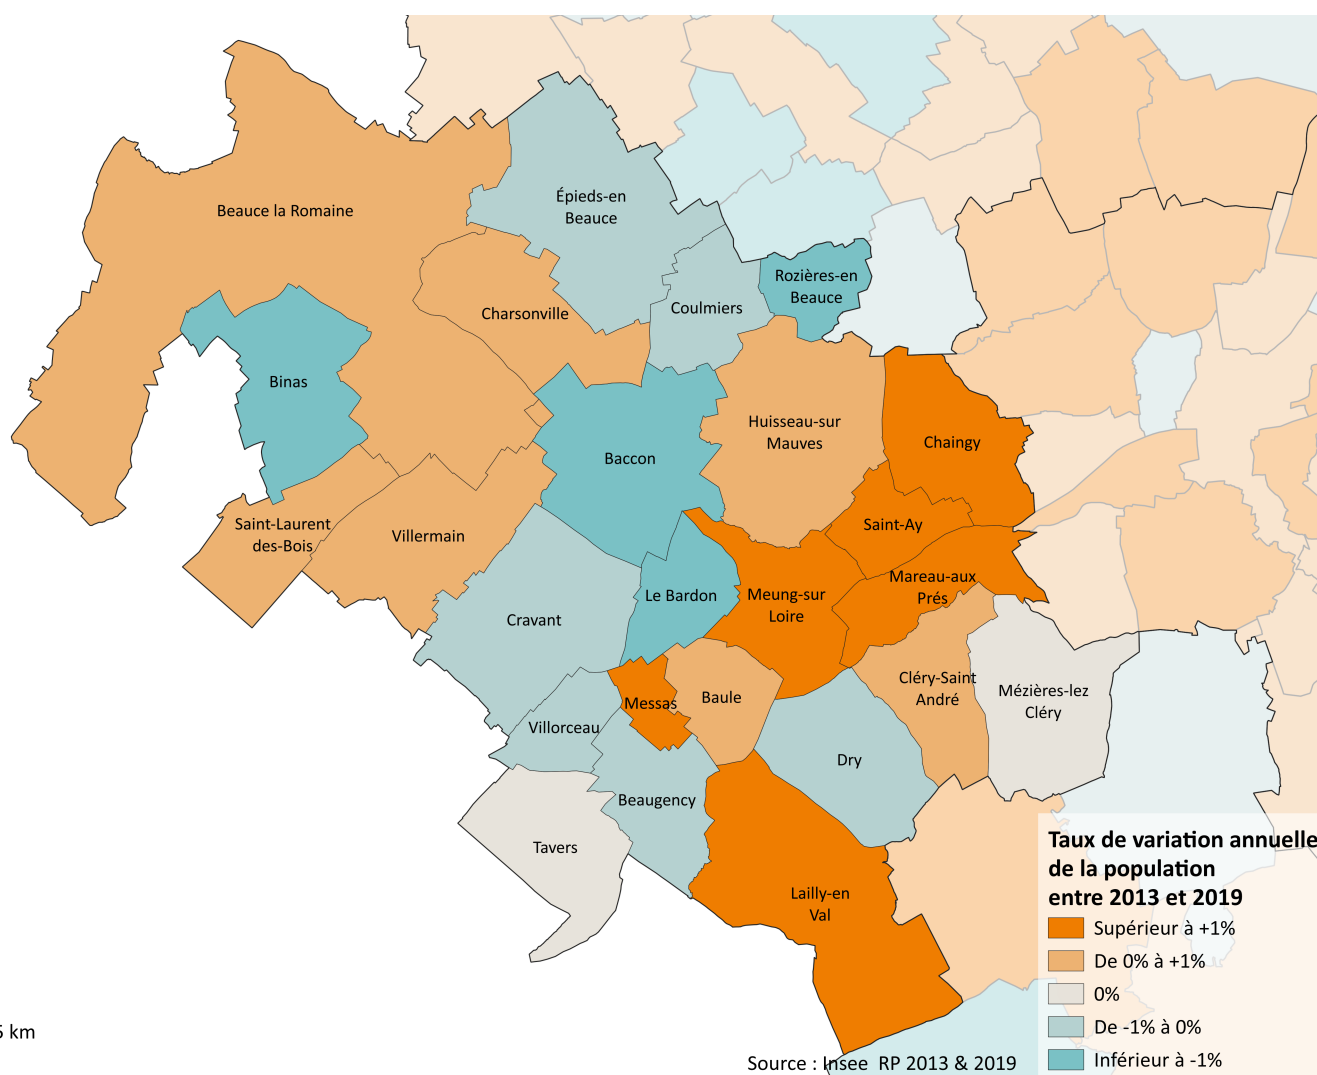 Beauce la Romaine
Épieds-en
Beauce
Rozières-en
Beauce
Coulmiers
Charsonville
Binas
Huisseau-sur
Mauves
Chaingy
Baccon
Saint-Laurent
des-Bois
Villermain
Saint-Ay
Mareau-aux
Prés
Le Bardon
Meung-sur
Loire
Cravant
Cléry-Saint
André
Mézières-lez
Cléry
Messas
Baule
Villorceau
Dry
Beaugency
Tavers
Lailly-en
Val
Taux de variation annuelle
de la population
entre 2013 et 2019
Supérieur à +1%
De 0% à +1%
0%
De -1% à 0%
Inférieur à -1%
km
Source : Insee RP 2013 & 2019